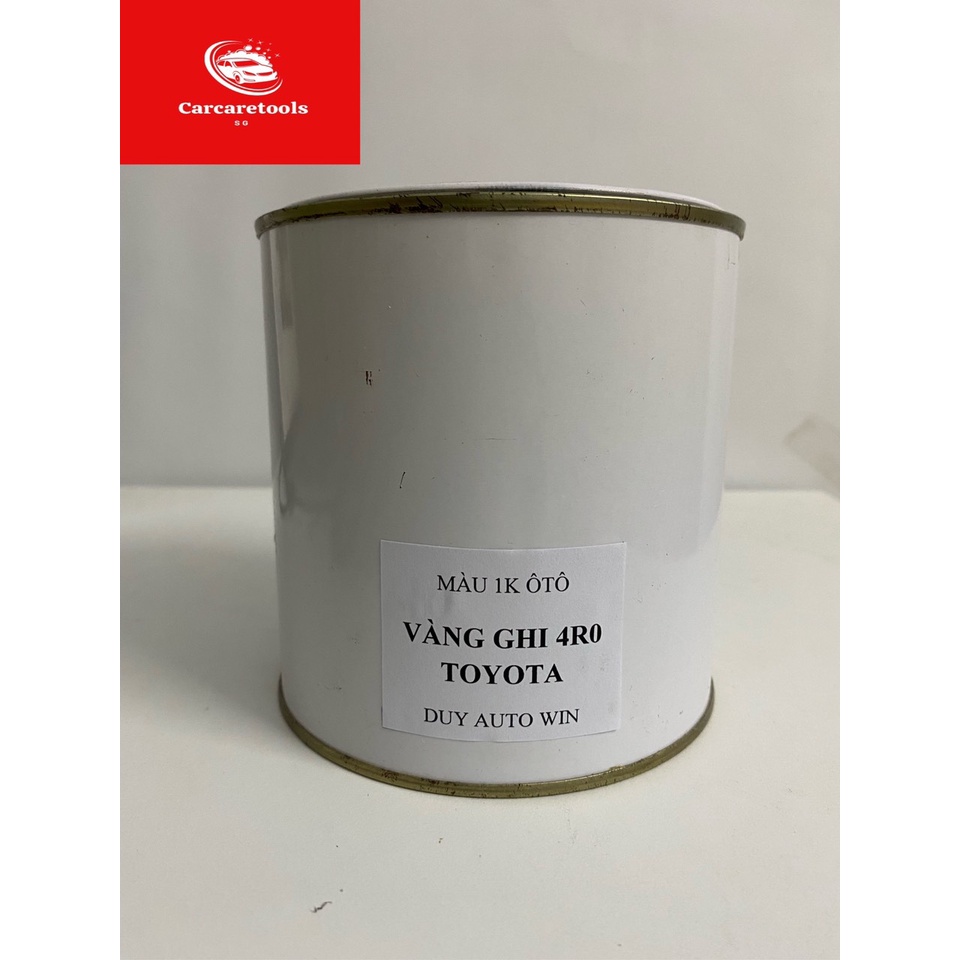 Carcaretools
SG
MÀU 1K ÔTÔ
VÀNG GHI 4R0
TOYOTA
DUY AUTO WIN